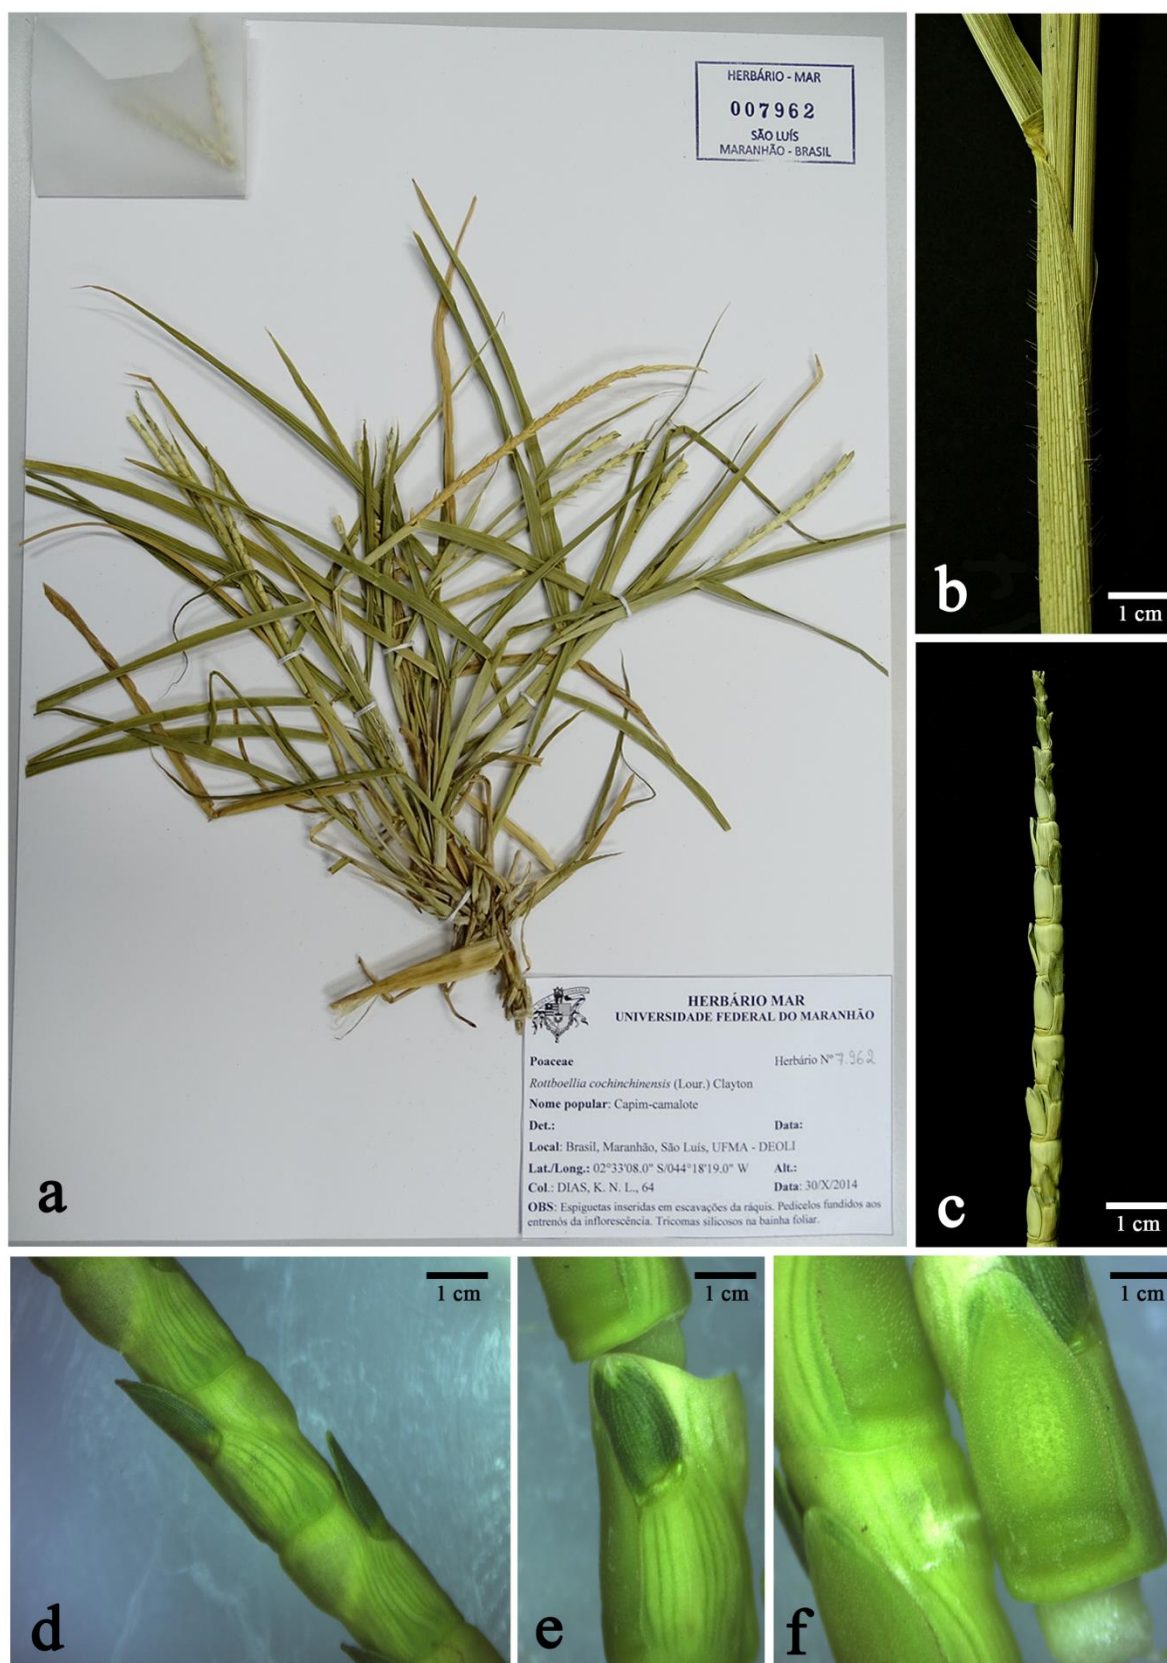 HERBÁRIO - MAR
007962
SÃO LUÍS
MARANHÃO - BRASIL
b
1 cm
c
1 cm
a
HERBÁRIO MAR
UNIVERSIDADE FEDERAL DO MARANHÃO
Poaceae Herbário Nº 7.962
Rottboellia cochinchinensis (Lour.) Clayton
Nome popular: Capim-camalote
Det.: Data:
Local: Brasil, Maranhão, São Luís, UFMA - DEOLI
Lat./Long.: 02°33'08.0" S/044°18'19.0" W Alt.:
Col.: DIAS, K. N. L., 64 Data: 30/X/2014
OBS: Espiguetas inseridas em escavações da ráquis. Pedicelos fundidos aos
entrenós da inflorescência. Tricomas silicosos na bainha foliar.
1 cm
d
1 cm
e
1 cm
f